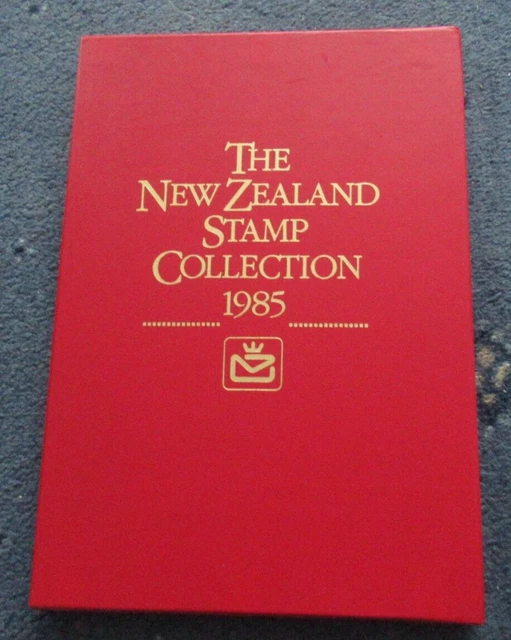 THE
NEW ZEALAND
STAMP
COLLECTION
1985